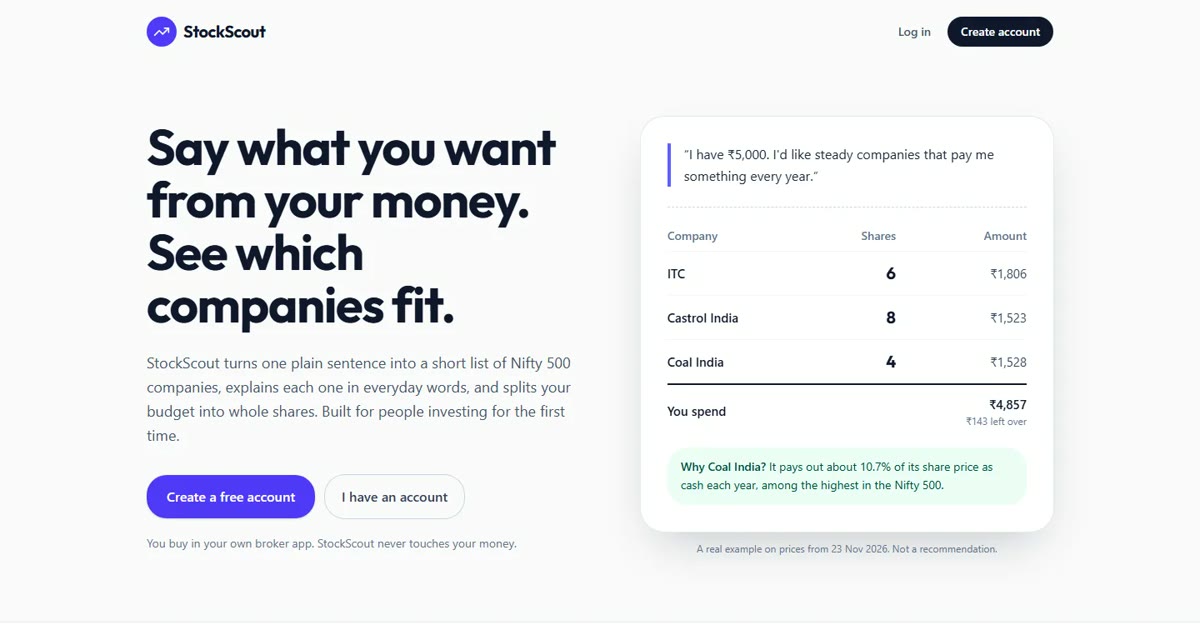 StockScout
Log in
Create account
Say what you want
from your money.
See which
companies fit.
StockScout turns one plain sentence into a short list of Nifty 500
companies, explains each one in everyday words, and splits your
budget into whole shares. Built for people investing for the first
time.
Create a free account
I have an account
You buy in your own broker app. StockScout never touches your money.
"I have ₹5,000. I'd like steady companies that pay me
something every year."
Company Shares Amount
ITC 6 ₹1,806
Castrol India 8 ₹1,523
Coal India 4 ₹1,528
You spend ₹4,857
₹143 left over
Why Coal India? It pays out about 10.7% of its share price as
cash each year, among the highest in the Nifty 500.
A real example on prices from 23 Nov 2026. Not a recommendation.